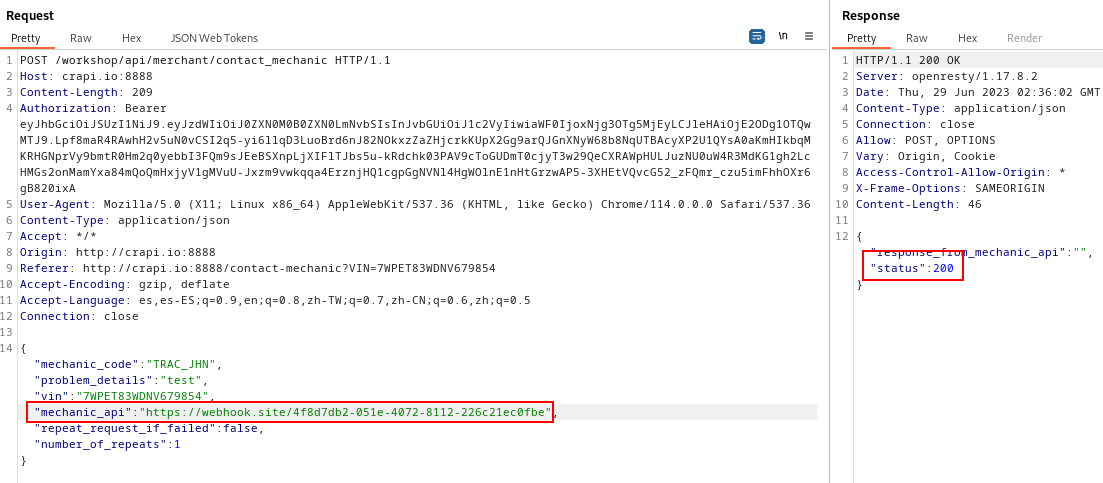 Request
Pretty Raw Hex JSON Web Tokens \n
1 POST /workshop/api/merchant/contact_mechanic HTTP/1.1
2 Host: crapi.io:8888
3 Content-Length: 209
4 Authorization: Bearer
eyJhbGciOiJSUzI1NiJ9.eyJzdWIiOiJ0ZXN0M0B0ZXN0LmNvbSIsInJvbGUiOiJ1c2VyIiwiaWF0IjoxNjg3OTg5MjEyLCJleHAiOjE2ODg1OTQw
MTJ9.Lpf8maR4RAwhH2v5uN0vCSI2q5-yi6llqD3LuoBrd6nJ82NOkxzZaZHjcrkKUpX2Gg9arQJGnXNyW68b8NqUTBAcyXP2U1QYsA0aKmHIkbqM
KRHGNprVy9bmtR0Hm2q0yebbI3FQm9sJEeBSXnpLjXIFlTJbs5u-kRdchk03PAV9cToGUDmT0cjyT3w29QeCXRAWpHULJuzNU0uW4R3MdKG1gh2Lc
HMGs2onMamYxa84mQoQmHxjyV1gMVuU-Jxzm9vwkqqa4ErznjHQ1cgpGgNVNl4HgWOlnE1nHtGrzwAP5-3XHEtVQvcG52_zFQmr_czu5imFhhOXr6
gB820ixA
5 User-Agent: Mozilla/5.0 (X11; Linux x86_64) AppleWebKit/537.36 (KHTML, like Gecko) Chrome/114.0.0.0 Safari/537.36
6 Content-Type: application/json
7 Accept: */*
8 Origin: http://crapi.io:8888
9 Referer: http://crapi.io:8888/contact-mechanic?VIN=7WPET83WDNV679854
10 Accept-Encoding: gzip, deflate
11 Accept-Language: es,es-ES;q=0.9,en;q=0.8,zh-TW;q=0.7,zh-CN;q=0.6,zh;q=0.5
12 Connection: close
13
14 {
"mechanic_code":"TRAC_JHN",
"problem_details":"test",
"vin":"7WPET83WDNV679854",
"mechanic_api":"https://webhook.site/4f8d7db2-051e-4072-8112-226c21ec0fbe",
"repeat_request_if_failed":false,
"number_of_repeats":1
}
Response
Pretty Raw Hex Render
1 HTTP/1.1 200 OK
2 Server: openresty/1.17.8.2
3 Date: Thu, 29 Jun 2023 02:36:02 GMT
4 Content-Type: application/json
5 Connection: close
6 Allow: POST, OPTIONS
7 Vary: Origin, Cookie
8 Access-Control-Allow-Origin: *
9 X-Frame-Options: SAMEORIGIN
10 Content-Length: 46
11
12 {
"response_from_mechanic_api":"",
"status":200
}